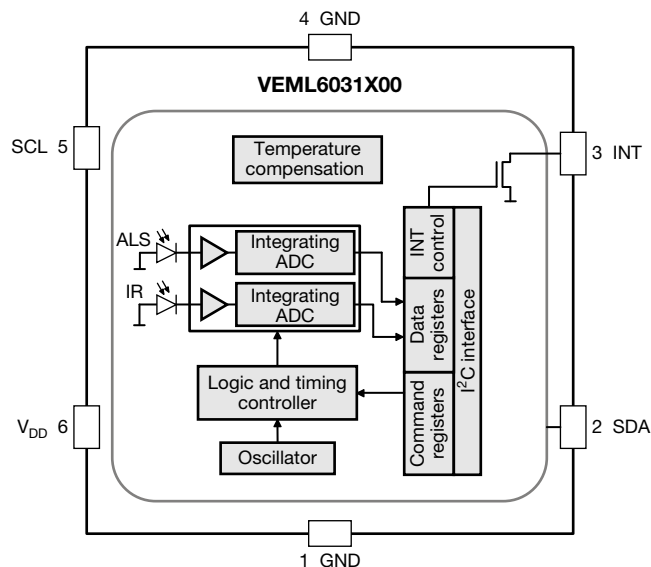 4 GND
VEML6031X00
SCL 5
3 INT
Temperature
compensation
ALS
Integrating
ADC
IR
Integrating
ADC
INT
control
Data
registers
Command
registers
I²C interface
Logic and timing
controller
Oscillator
V_DD 6
2 SDA
1 GND